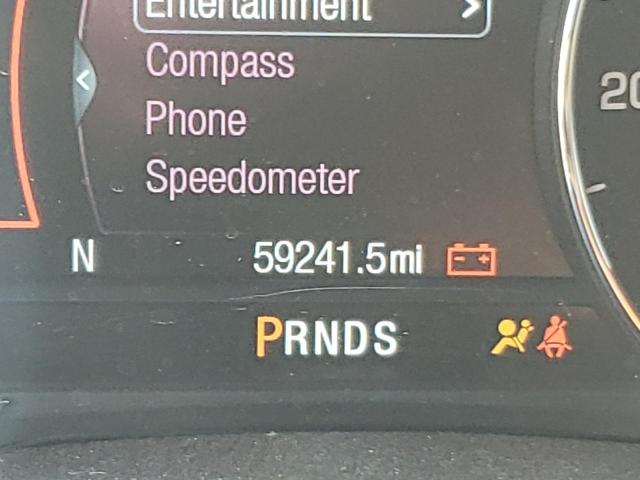 Entertainment >
Compass
Phone
Speedometer
20
N 59241.5mi
PRNDS